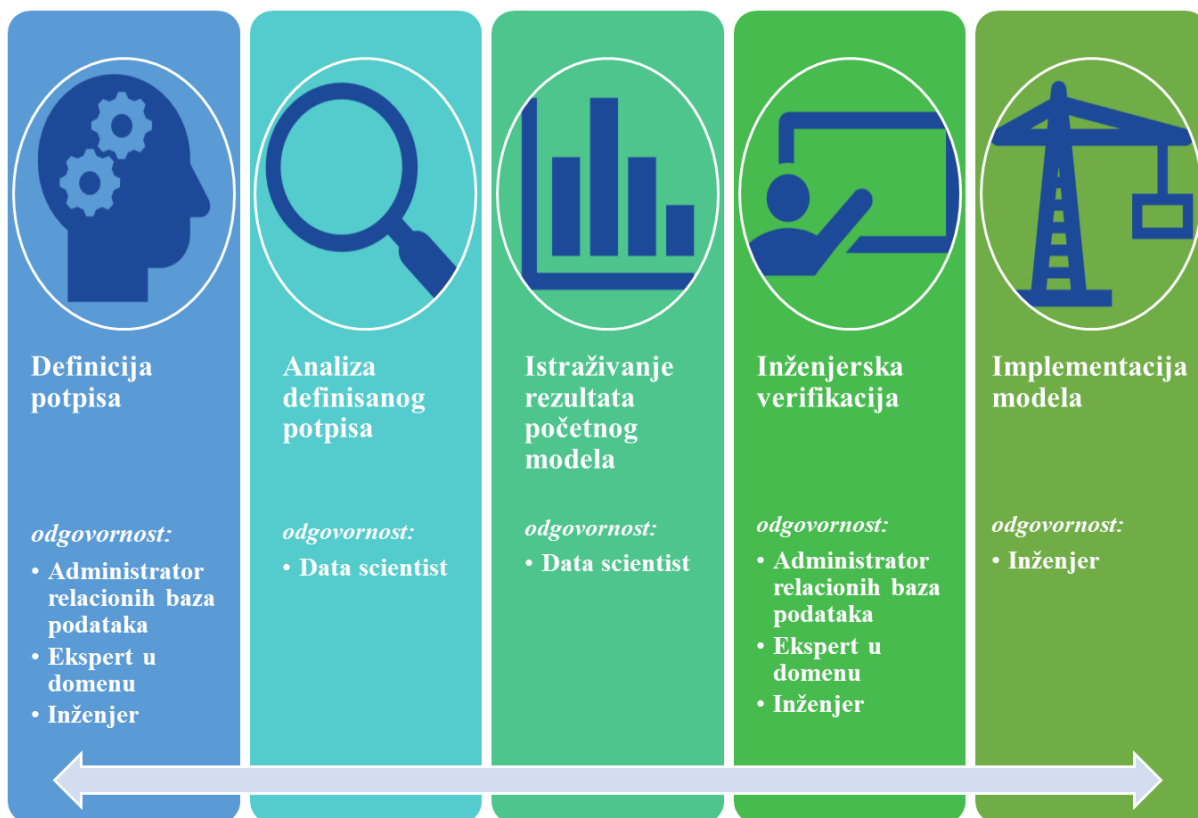 Definicija
potpisa
odgovornost:
• Administrator
relacionih baza
podataka
• Ekspert u
domenu
• Inženjer
Analiza
definisanog
potpisa
odgovornost:
• Data scientist
Istraživanje
rezultata
početnog
modela
odgovornost:
• Data scientist
Inženjerska
verifikacija
odgovornost:
• Administrator
relacionih baza
podataka
• Ekspert u
domenu
• Inženjer
Implementacija
modela
odgovornost:
• Inženjer